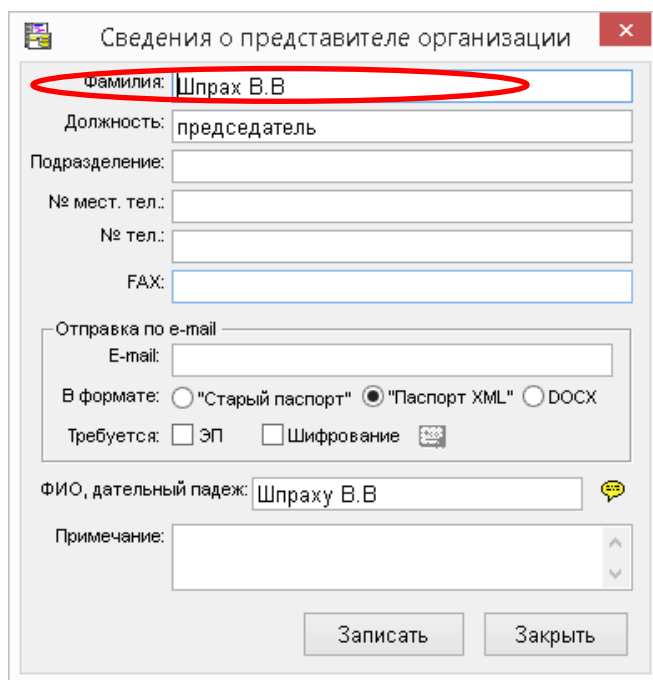 Сведения о представителе организации
Фамилия: Шпрах В.В
Должность: председатель
Подразделение:
№ мест. тел.:
№ тел.:
FAX:
Отправка по e-mail
E-mail:
В формате: "Старый паспорт" "Паспорт XML" DOCX
Требуется: ЭП Шифрование
ФИО, дательный падеж: Шпраху В.В
Примечание:
Записать Закрыть